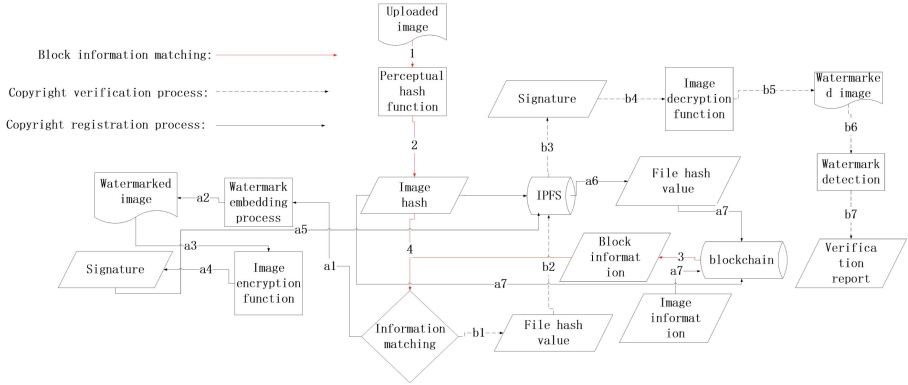 Uploaded
image
1
Block information matching:
Perceptual
hash
function
Copyright verification process:
Copyright registration process:
2
Signature
b4
Image
decryption
function
b5
Watermarke
d image
b6
b3
Watermark
detection
b7
Verifica
tion
report
Watermarked
image
a2
Watermark
embedding
process
Image
hash
IPFS
a6
File hash
value
a7
a3
a5
4
b2
Block
informat
ion
3
blockchain
a7
Signature
a4
Image
encryption
function
a1
a7
Image
informat
ion
Information
matching
b1
File hash
value